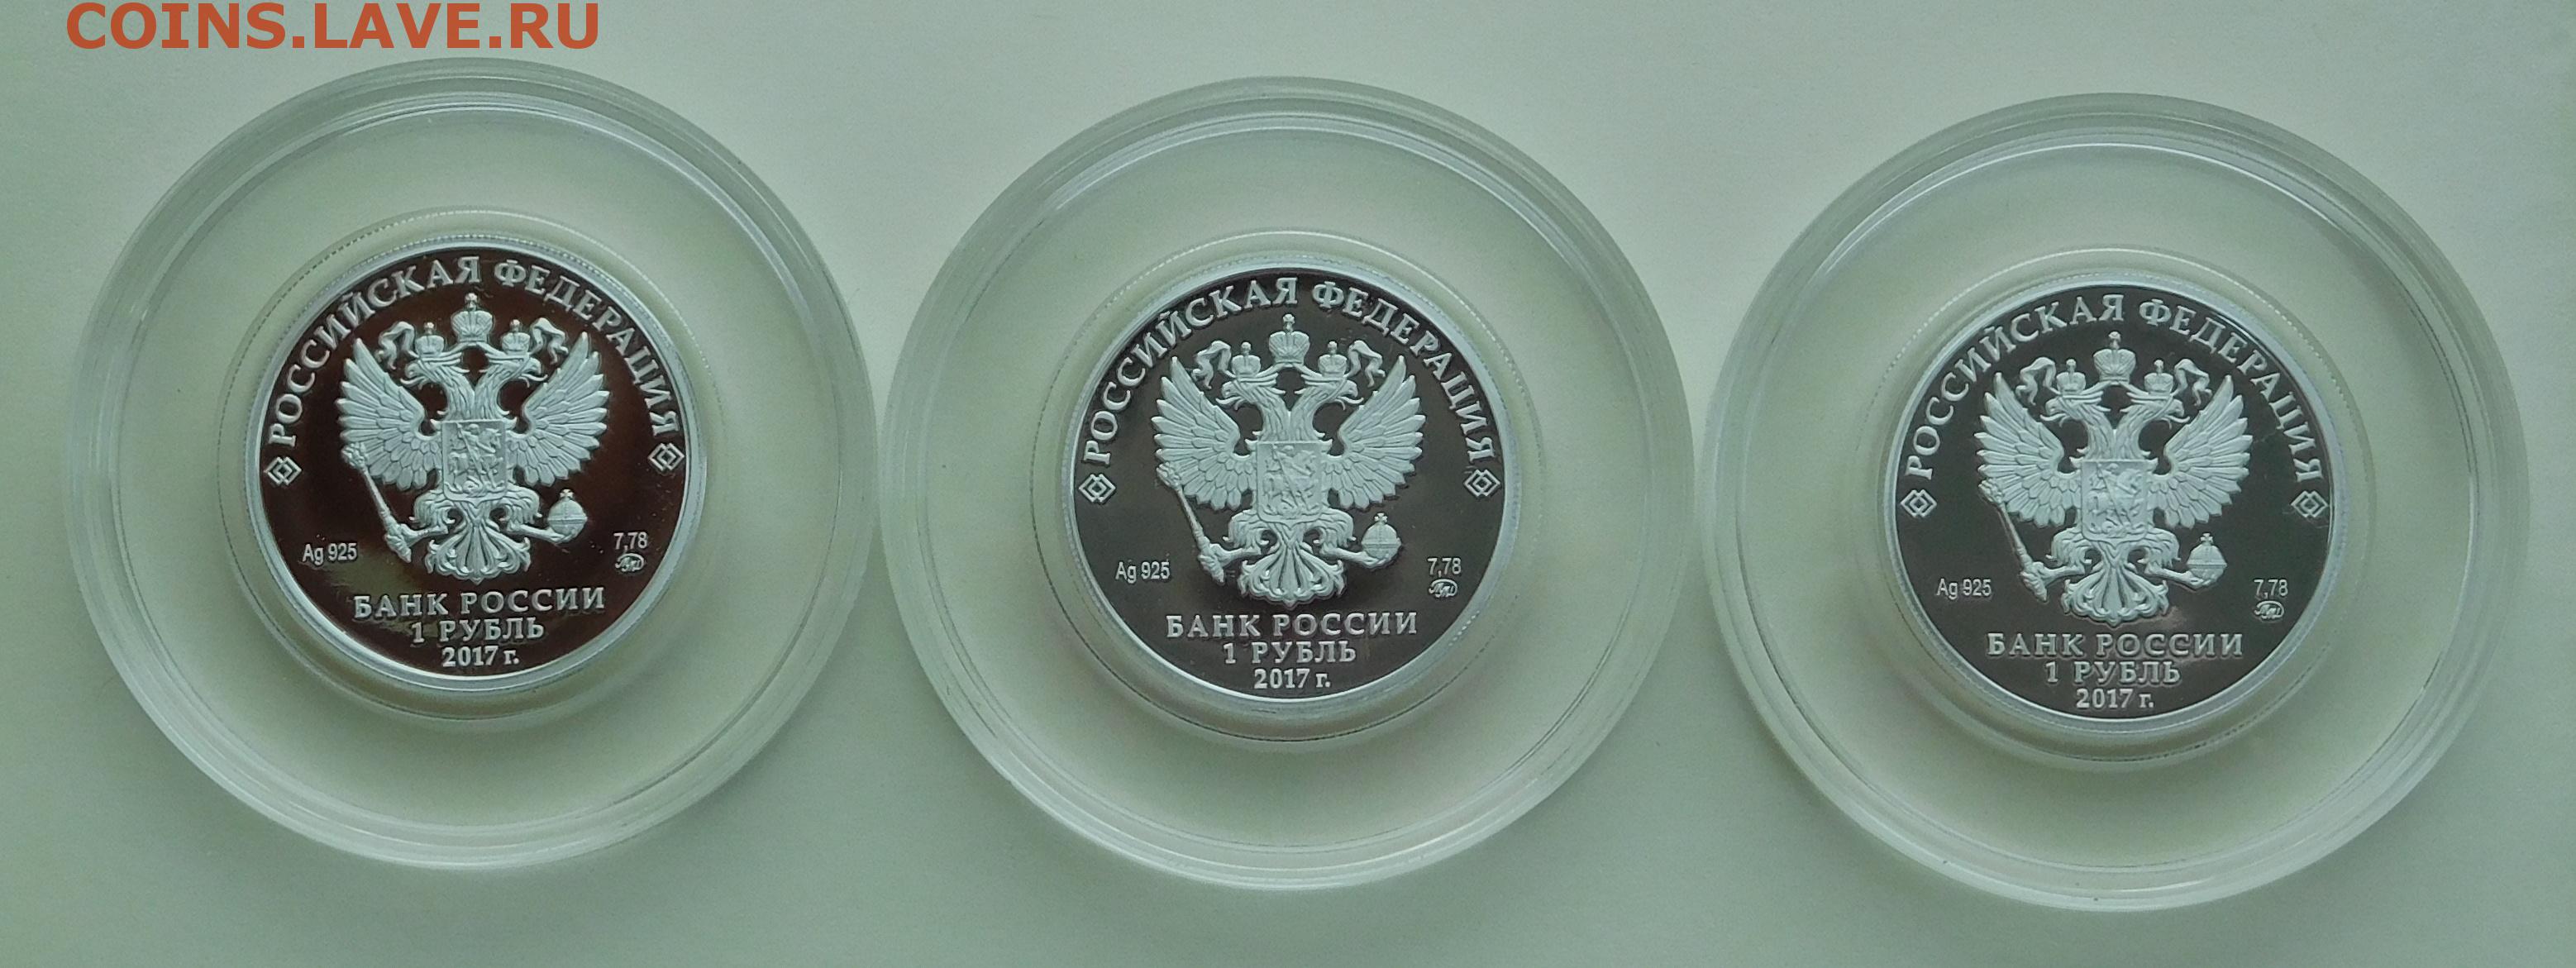 COINS.LAVE.RU
РОССИЙСКАЯ ФЕДЕРАЦИЯ
Ag 925
7,78
БАНК РОССИИ
1 РУБЛЬ
2017 г.
РОССИЙСКАЯ ФЕДЕРАЦИЯ
Ag 925
7,78
БАНК РОССИИ
1 РУБЛЬ
2017 г.
РОССИЙСКАЯ ФЕДЕРАЦИЯ
Ag 925
7,78
БАНК РОССИИ
1 РУБЛЬ
2017 г.